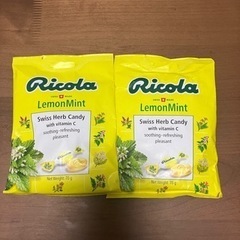 Ricola
LemonMint
Swiss Herb Candy
with vitamin C
soothing - refreshing
pleasant
Ricola
LemonMint
Swiss Herb Candy
with vitamin C
soothing - refreshing
pleasant